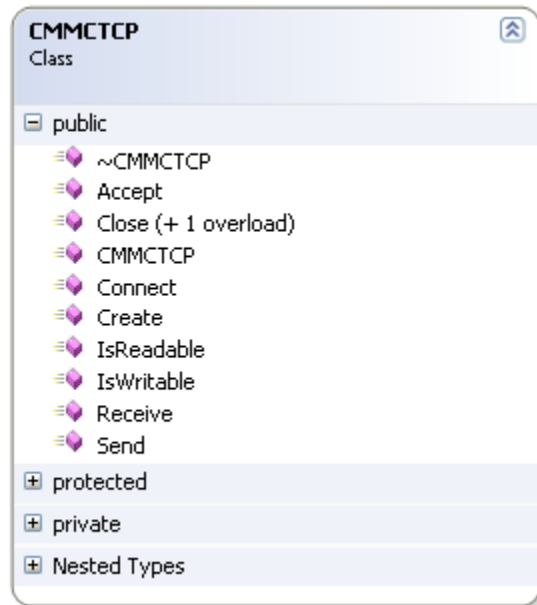 CMMCTCP
Class
public
~CMMCTCP
Accept
Close (+ 1 overload)
CMMCTCP
Connect
Create
IsReadable
IsWritable
Receive
Send
protected
private
Nested Types